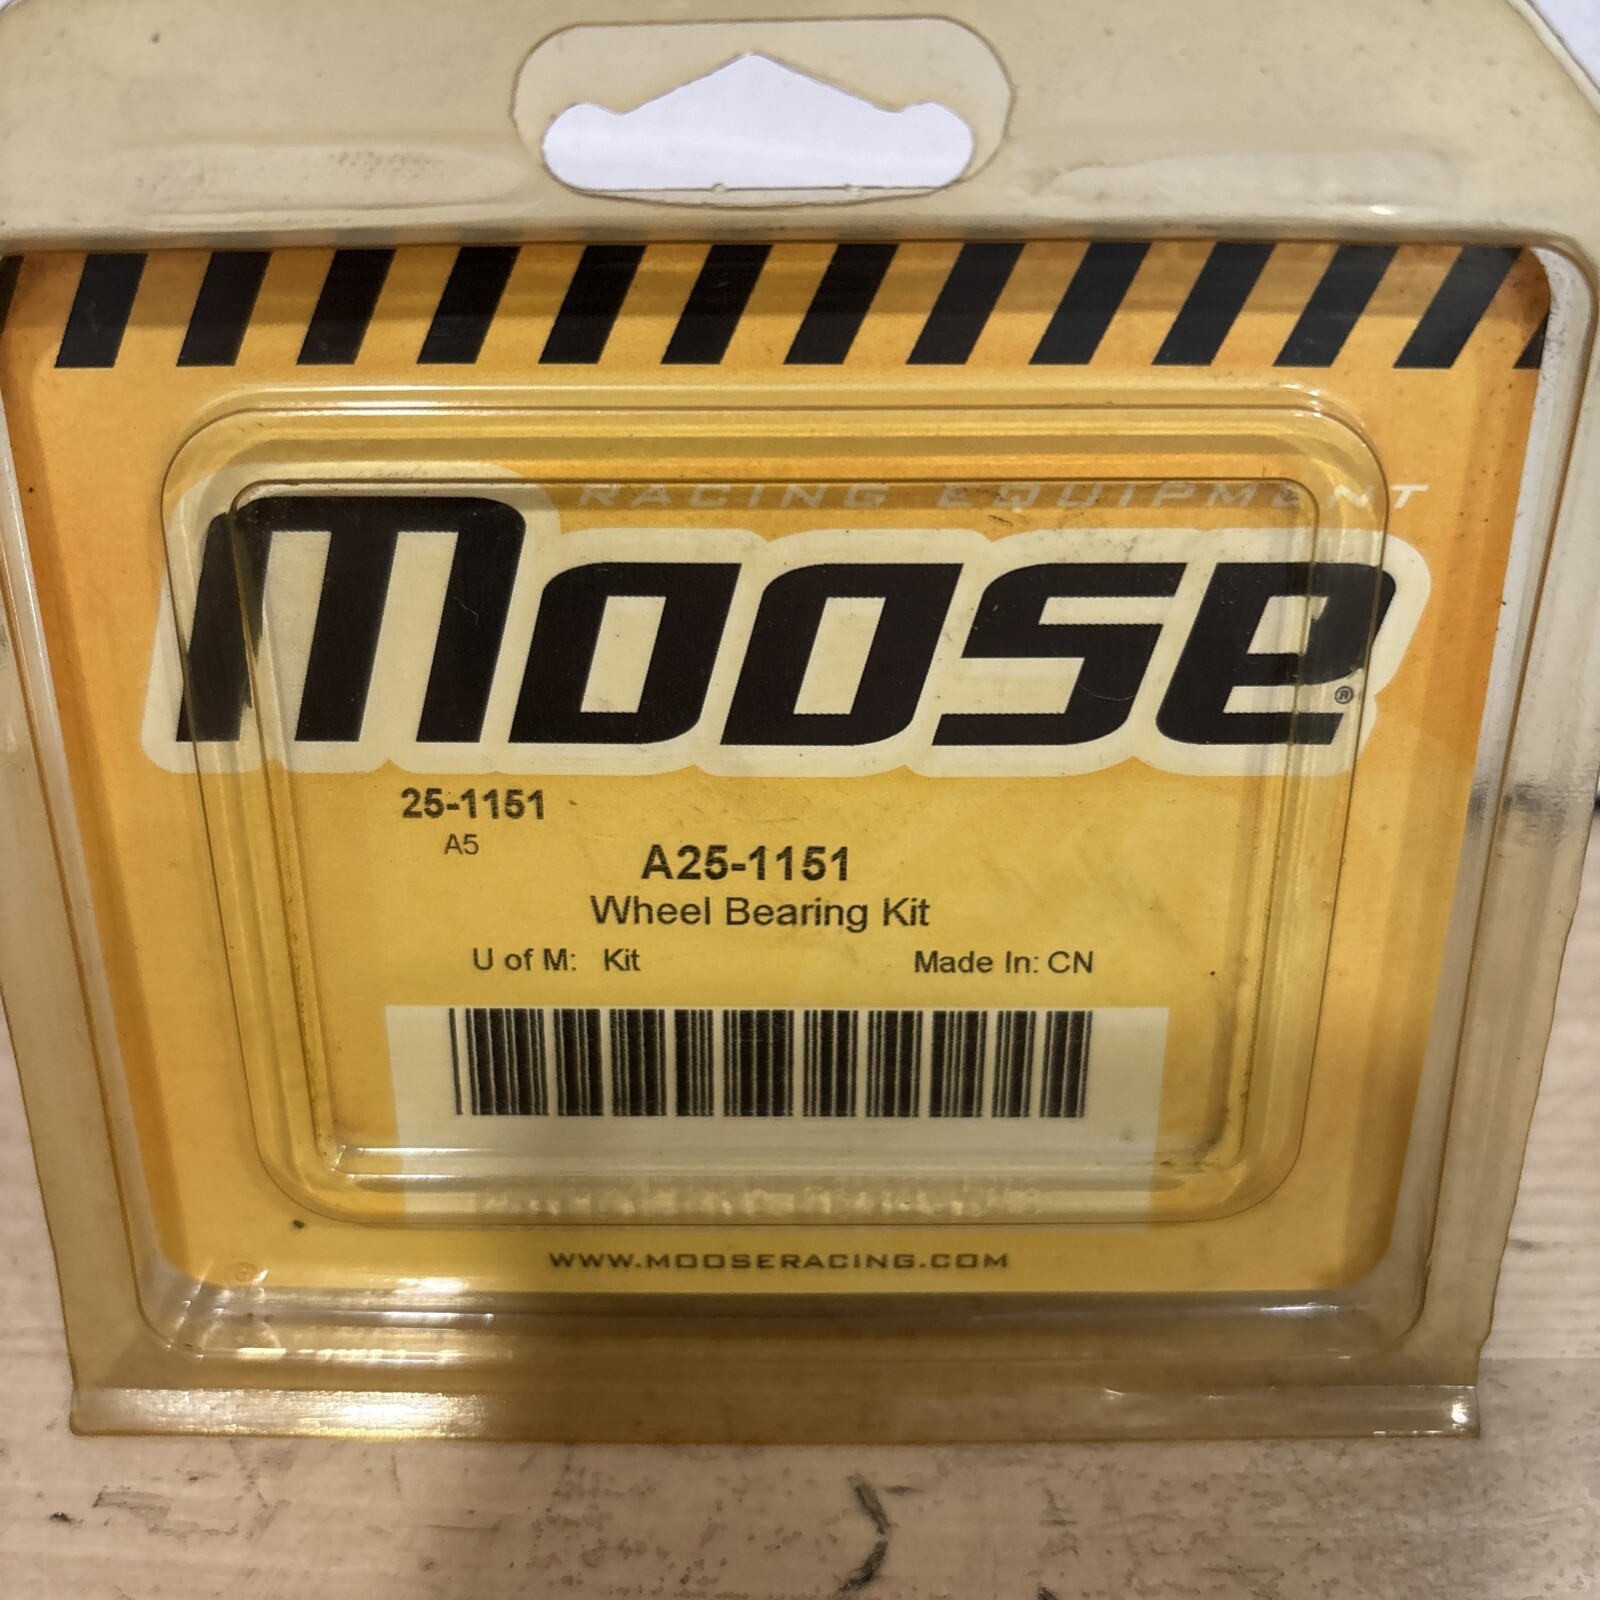 RACING EQUIPMENT
moose®
25-1151
A5
A25-1151
Wheel Bearing Kit
U of M: Kit Made In: CN
WWW.MOOSERACING.COM